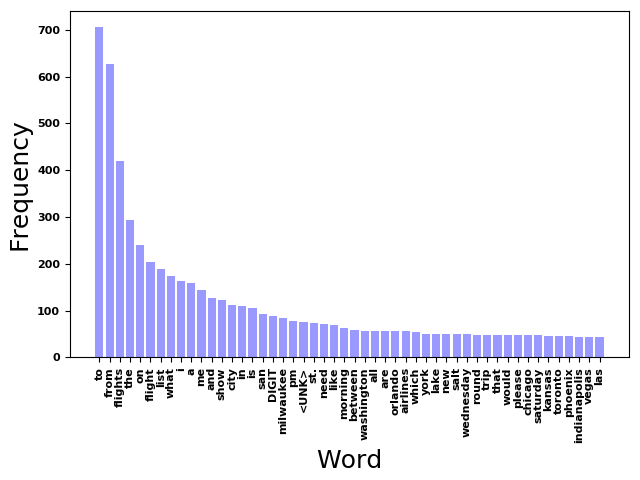 Frequency
700
600
500
400
300
200
100
0
to
from
flights
the
on
flight
list
what
i
a
me
and
show
city
in
is
san
DIGIT
milwaukee
pm
<UNK>
st.
need
like
morning
between
washington
all
are
orlando
airlines
which
york
lake
new
salt
wednesday
round
trip
that
would
please
chicago
saturday
kansas
toronto
phoenix
indianapolis
vegas
las
Word